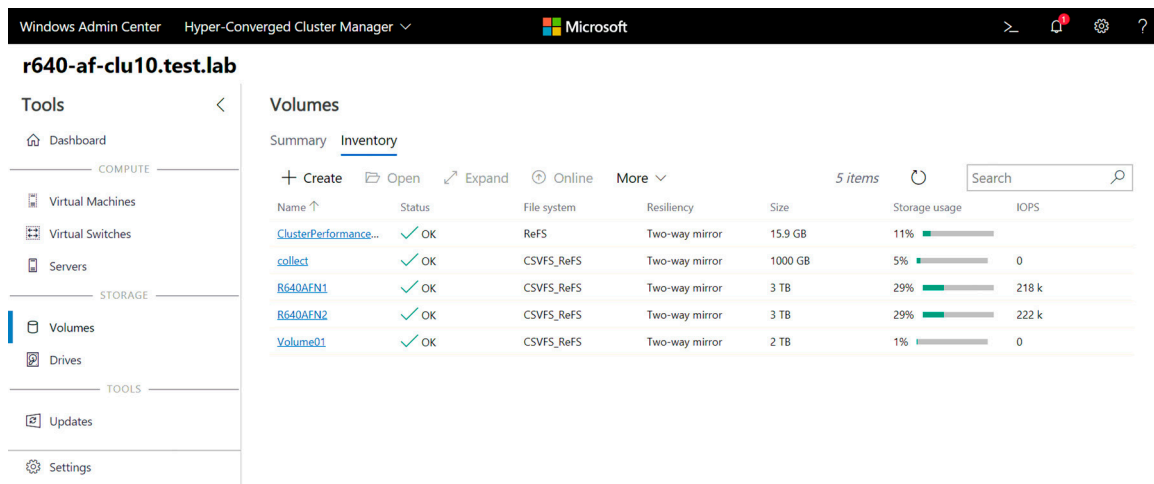 Windows Admin Center Hyper-Converged Cluster Manager Microsoft >_ 1 ?
r640-af-clu10.test.lab
Tools
Dashboard
COMPUTE
Virtual Machines
Virtual Switches
Servers
STORAGE
Volumes
Drives
TOOLS
Updates
Settings
Volumes
Summary Inventory
Create Open Expand Online More 5 items Search
Name Status File system Resiliency Size Storage usage IOPS
ClusterPerformance... OK ReFS Two-way mirror 15.9 GB 11%
collect OK CSVFS_ReFS Two-way mirror 1000 GB 5% 0
R640AFN1 OK CSVFS_ReFS Two-way mirror 3 TB 29% 218 k
R640AFN2 OK CSVFS_ReFS Two-way mirror 3 TB 29% 222 k
Volume01 OK CSVFS_ReFS Two-way mirror 2 TB 1% 0